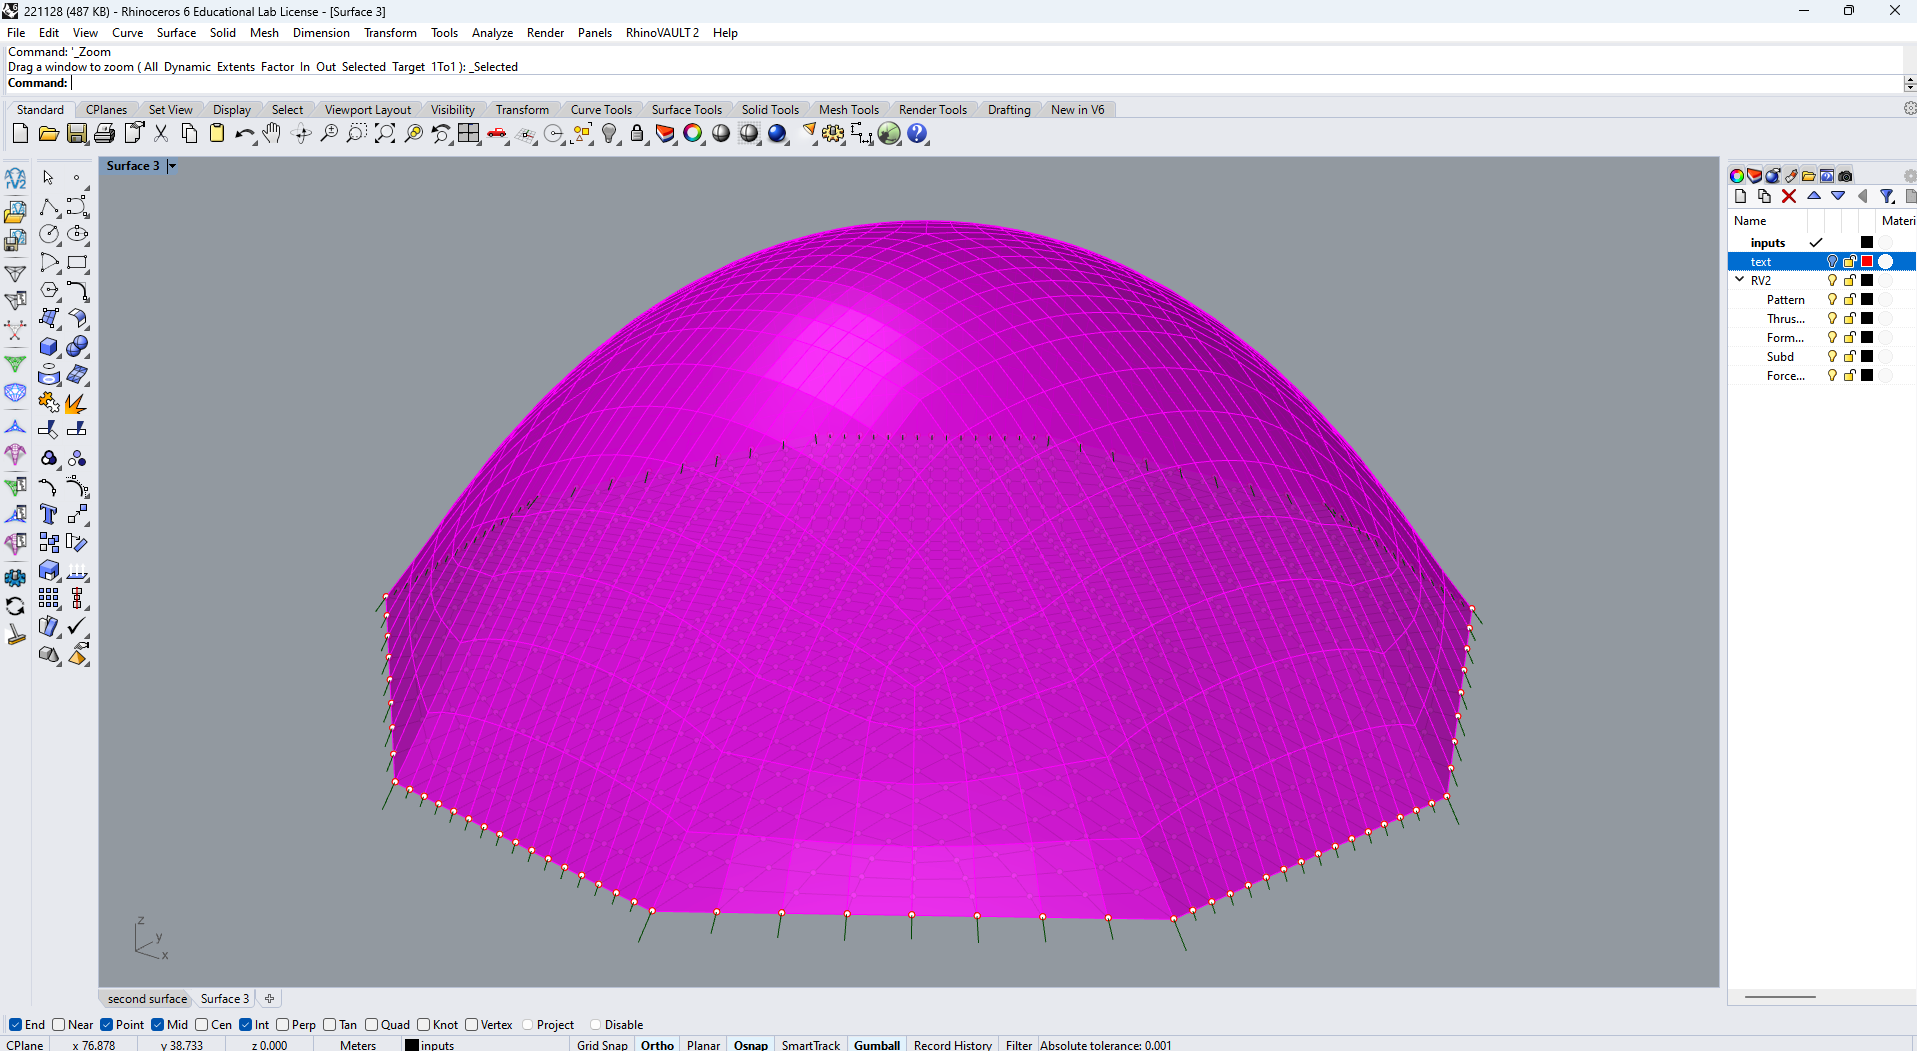 221128 (487 KB) - Rhinoceros 6 Educational Lab License - [Surface 3]
File Edit View Curve Surface Solid Mesh Dimension Transform Tools Analyze Render Panels RhinoVAULT2 Help
Command: '_Zoom
Drag a window to zoom ( All Dynamic Extents Factor In Out Selected Target 1To1 ): _Selected
Command:
Standard CPlanes Set View Display Select Viewport Layout Visibility Transform Curve Tools Surface Tools Solid Tools Mesh Tools Render Tools Drafting New in V6
Surface 3
Name Materi
inputs
text
RV2
Pattern
Thrus...
Form...
Subd
Force...
z
y
x
second surface Surface 3
End Near Point Mid Cen Int Perp Tan Quad Knot Vertex Project Disable
CPlane x 76.878 y 38.733 z 0.000 Meters inputs Grid Snap Ortho Planar Osnap SmartTrack Gumball Record History Filter Absolute tolerance: 0.001